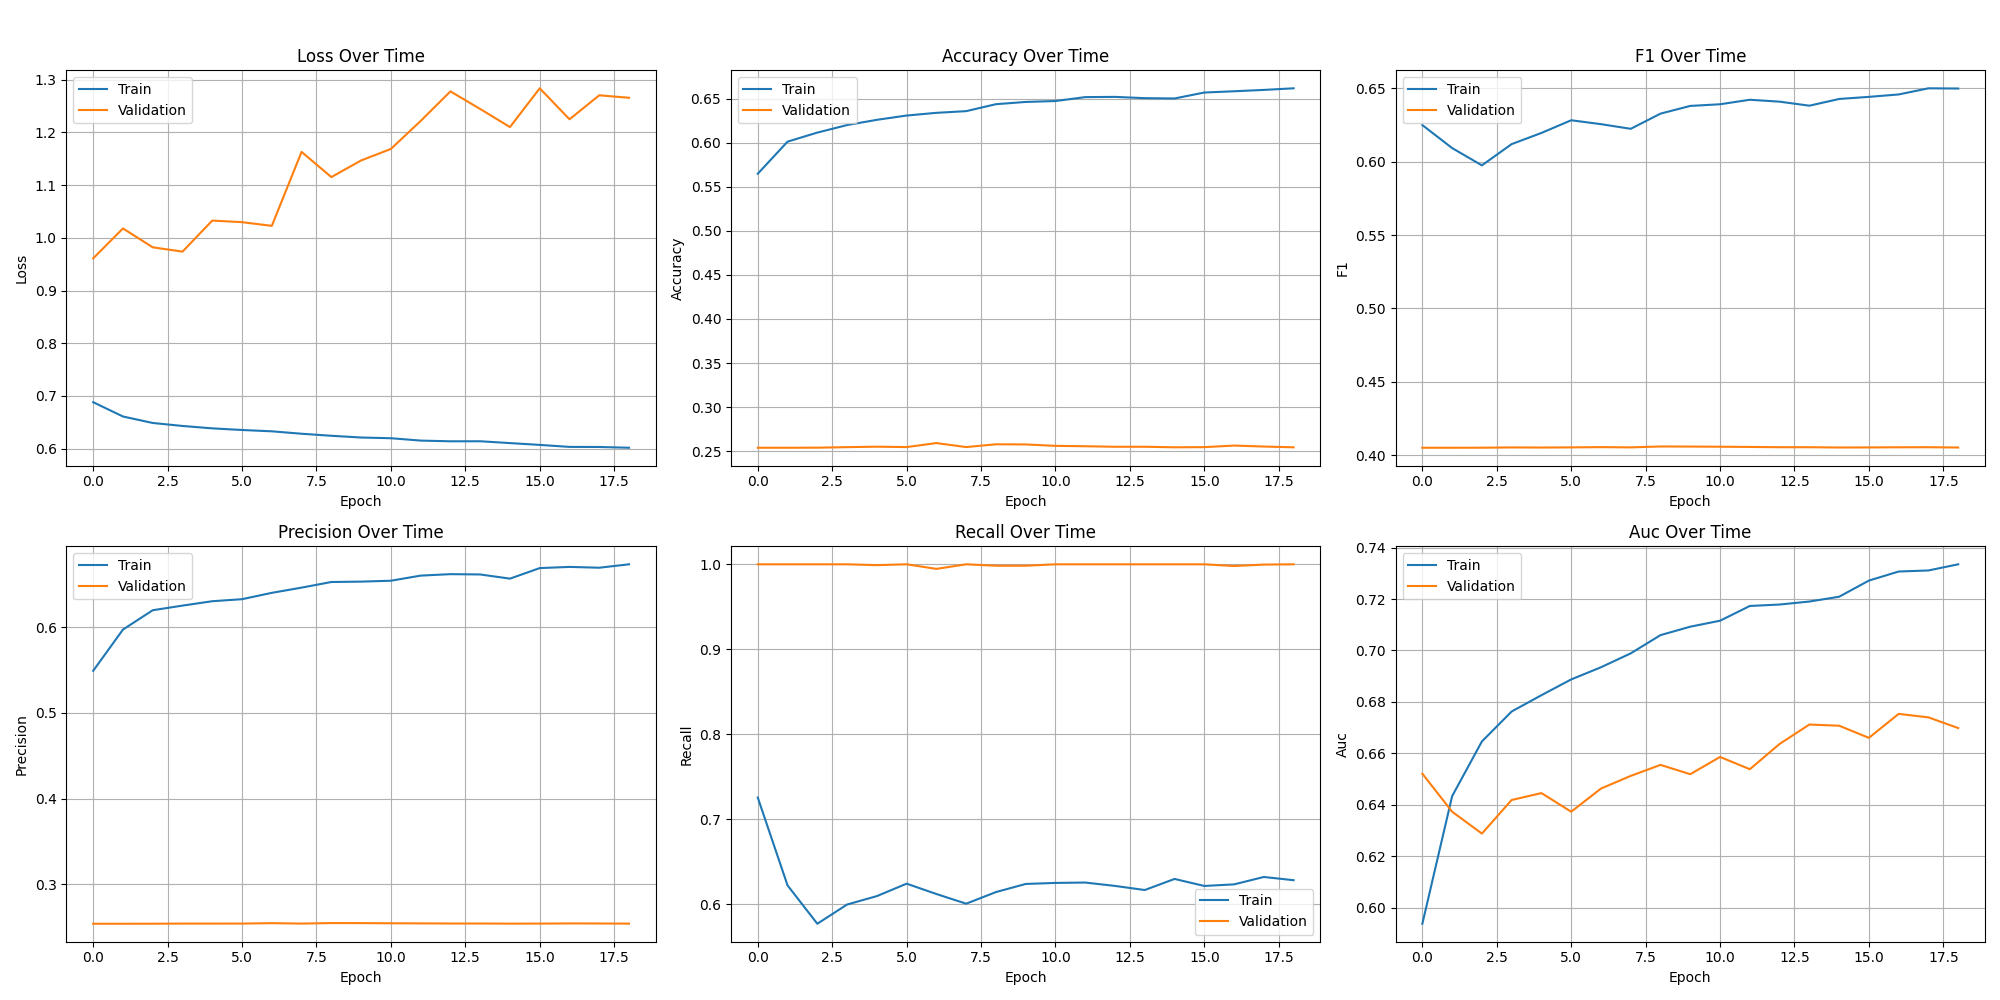 Loss Over Time
Train
Validation
1.3
1.2
1.1
1.0
0.9
0.8
0.7
0.6
Loss
0.0 2.5 5.0 7.5 10.0 12.5 15.0 17.5
Epoch
Accuracy Over Time
Train
Validation
0.65
0.60
0.55
0.50
0.45
0.40
0.35
0.30
0.25
Accuracy
0.0 2.5 5.0 7.5 10.0 12.5 15.0 17.5
Epoch
F1 Over Time
Train
Validation
0.65
0.60
0.55
0.50
0.45
0.40
F1
0.0 2.5 5.0 7.5 10.0 12.5 15.0 17.5
Epoch
Precision Over Time
Train
Validation
0.6
0.5
0.4
0.3
Precision
0.0 2.5 5.0 7.5 10.0 12.5 15.0 17.5
Epoch
Recall Over Time
1.0
0.9
0.8
0.7
0.6
Recall
Train
Validation
0.0 2.5 5.0 7.5 10.0 12.5 15.0 17.5
Epoch
Auc Over Time
Train
Validation
0.74
0.72
0.70
0.68
0.66
0.64
0.62
0.60
Auc
0.0 2.5 5.0 7.5 10.0 12.5 15.0 17.5
Epoch